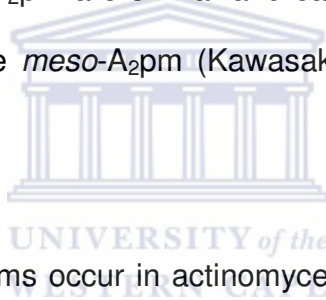 e meso-A₂pm (Kawasak
UNIVERSITY of the
ms occur in actinomyce
WESTERN CAPE